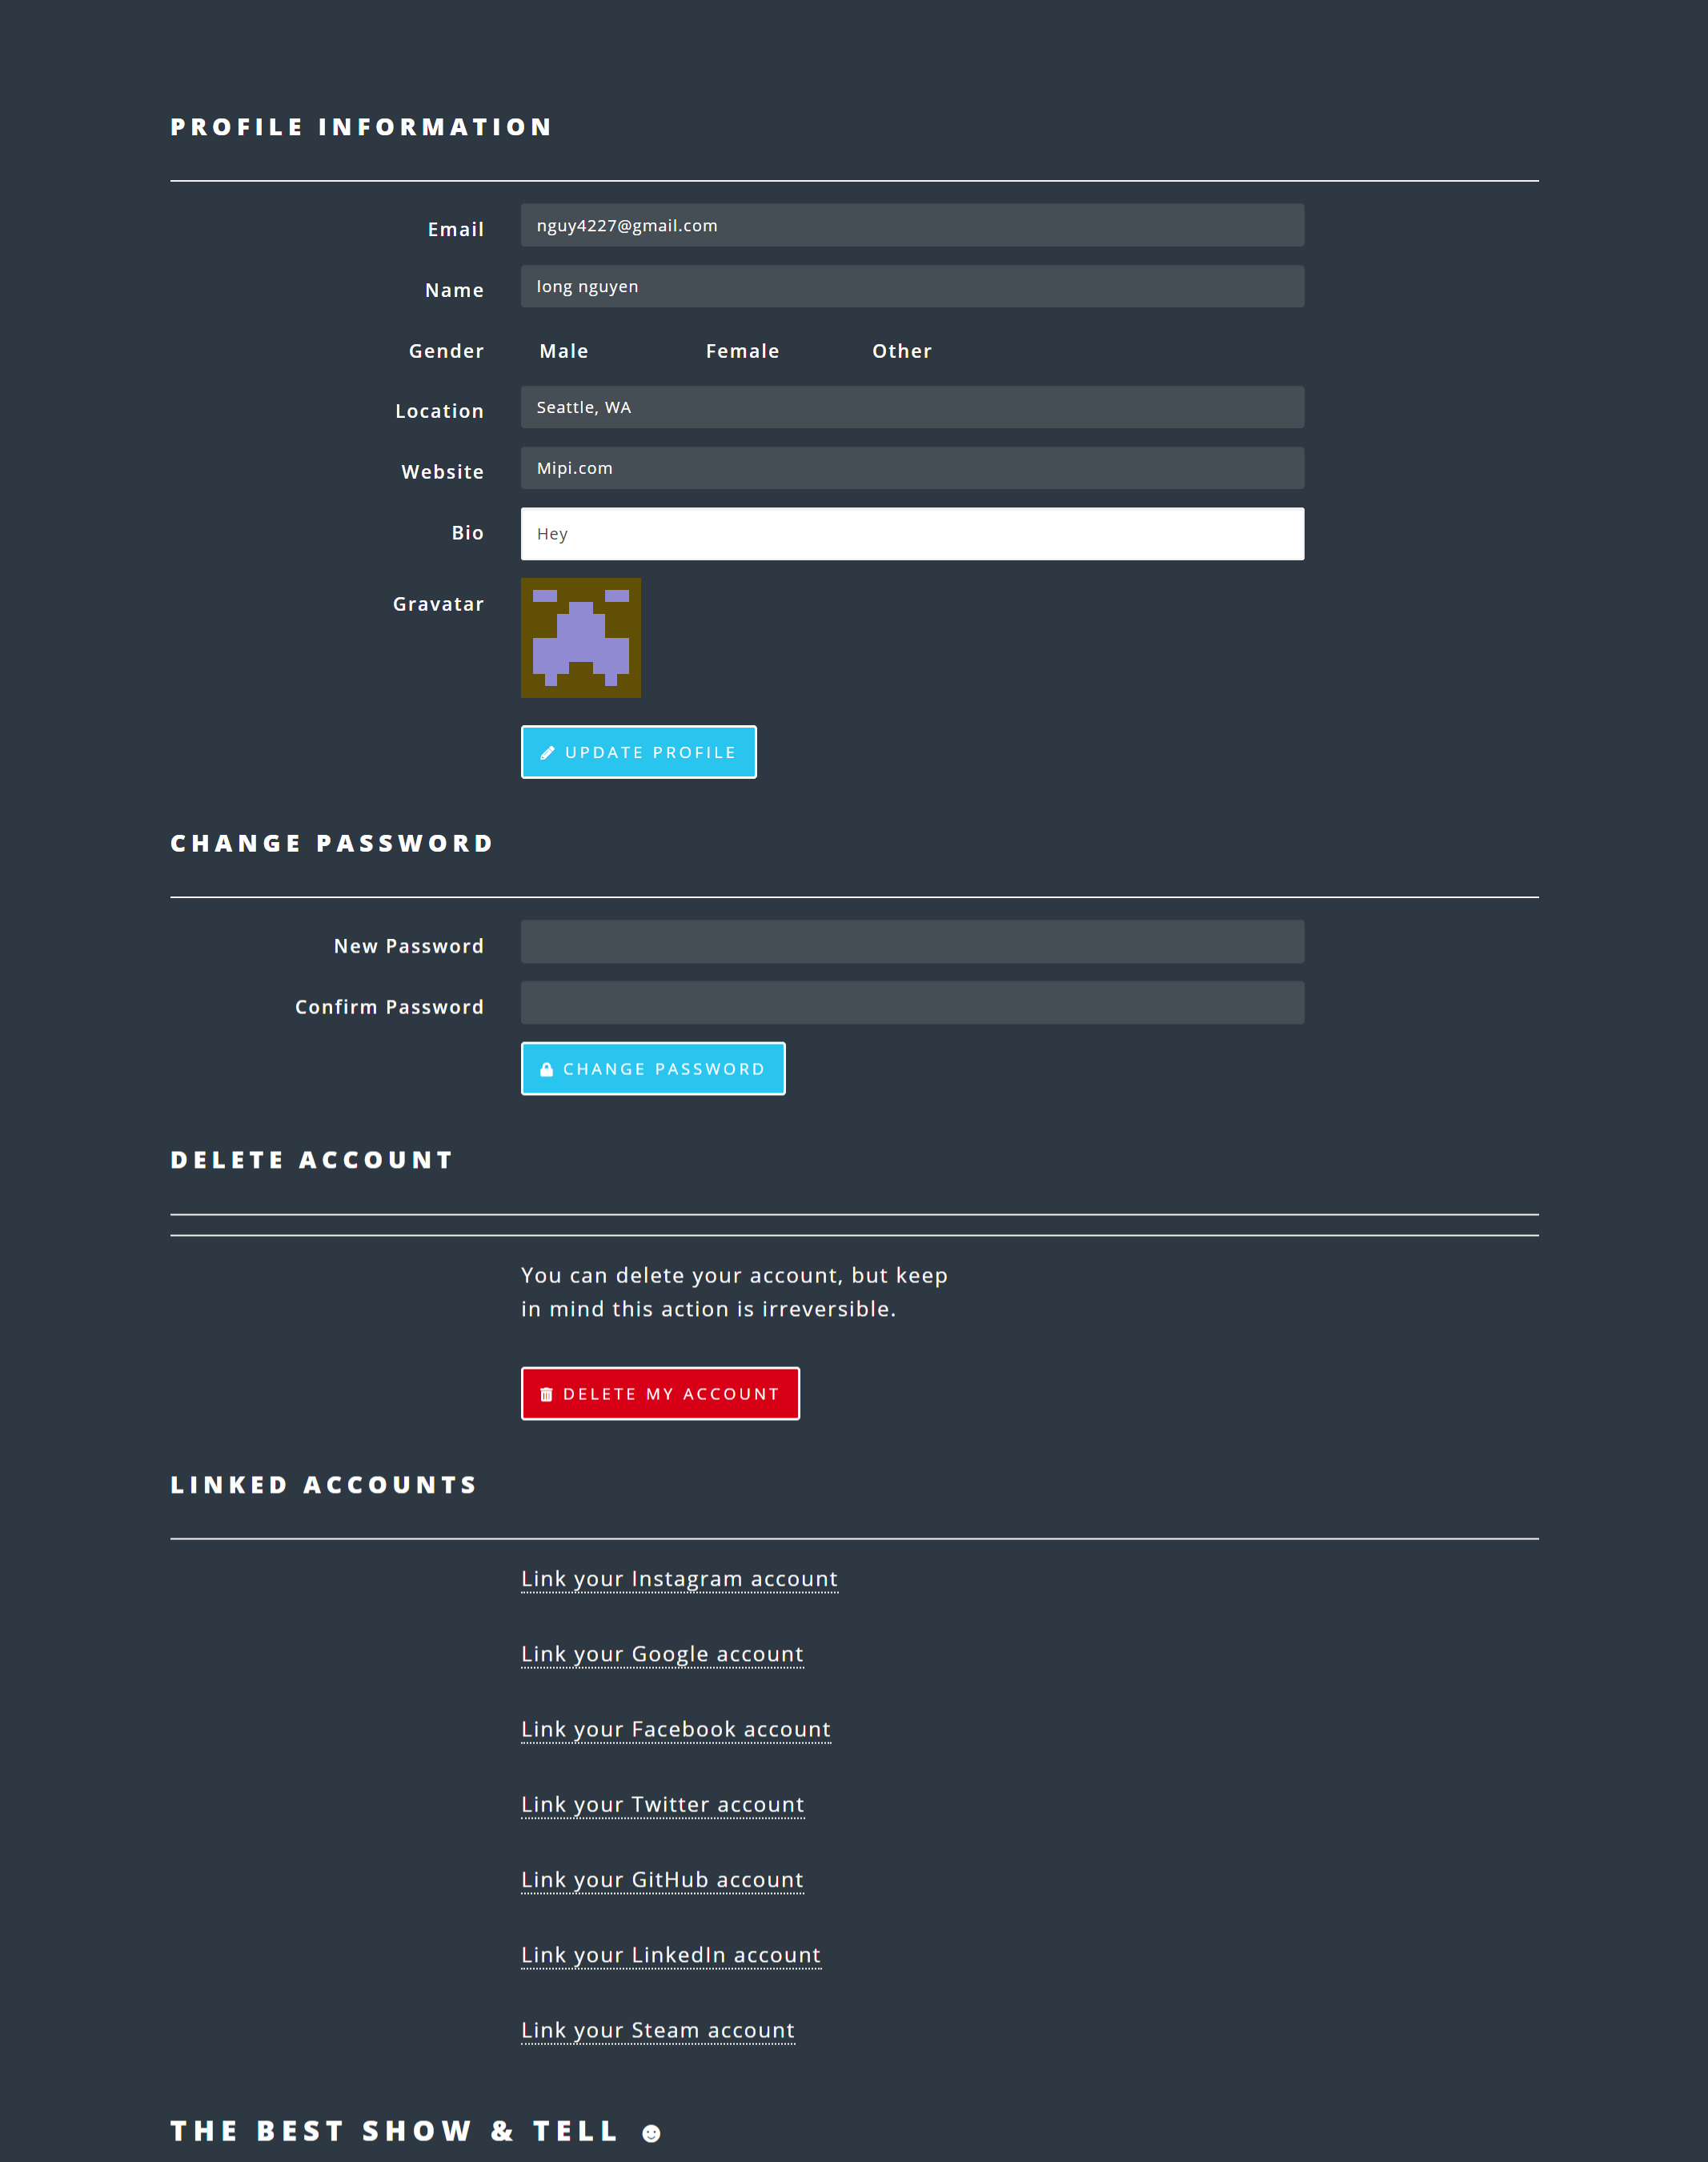 PROFILE INFORMATION
Email nguy4227@gmail.com
Name long nguyen
Gender Male Female Other
Location Seattle, WA
Website Mipi.com
Bio Hey
Gravatar
UPDATE PROFILE
CHANGE PASSWORD
New Password
Confirm Password
CHANGE PASSWORD
DELETE ACCOUNT
You can delete your account, but keep
in mind this action is irreversible.
DELETE MY ACCOUNT
LINKED ACCOUNTS
Link your Instagram account
Link your Google account
Link your Facebook account
Link your Twitter account
Link your GitHub account
Link your LinkedIn account
Link your Steam account
THE BEST SHOW & TELL ☻